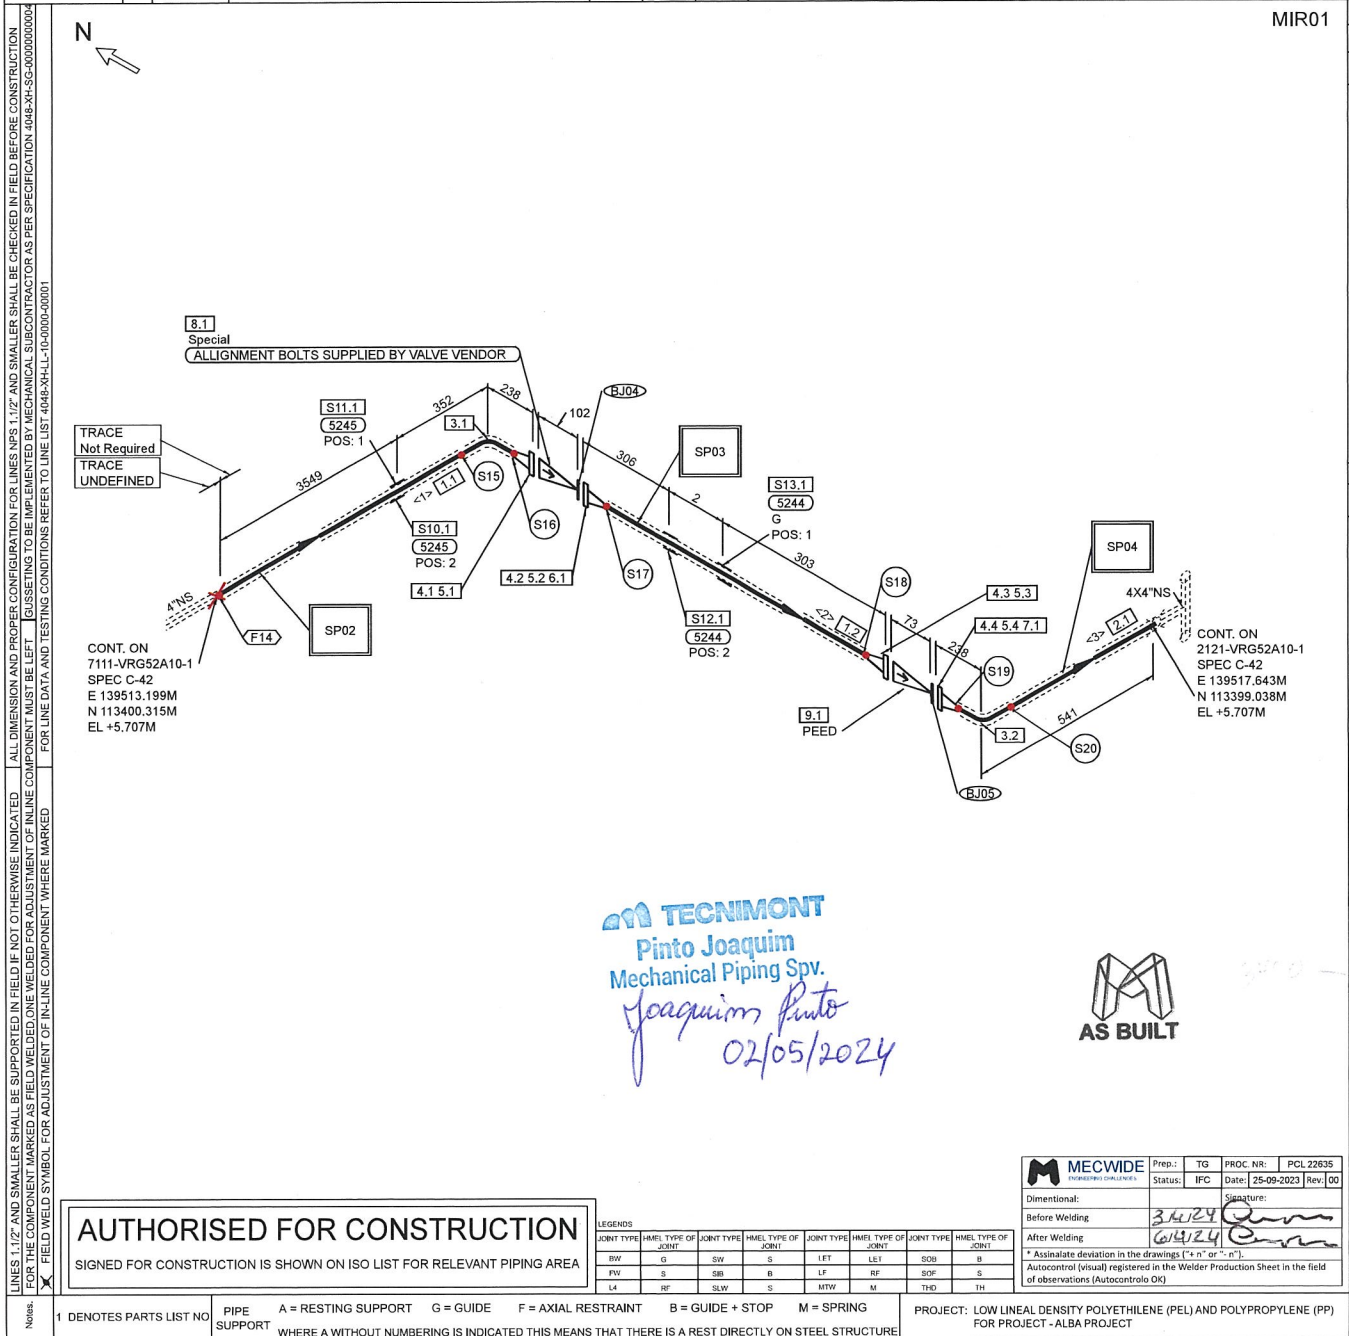 MIR01
N
8.1
Special
ALLIGNMENT BOLTS SUPPLIED BY VALVE VENDOR
TRACE
Not Required
TRACE
UNDEFINED
S11.1
5245
POS: 1
352
3.1
238
102
BJ04
306
SP03
3549
<1> 1.1
S15
S10.1
5245
POS: 2
4.1 5.1
S16
4.2 5.2 6.1
S17
2
S13.1
5244
G
POS: 1
303
S12.1
5244
POS: 2
<2> 1.2
S18
73
4.3 5.3
4.4 5.4 7.1
238
S19
SP04
4X4"NS
<3> 2.1
541
9.1
PEED
3.2
S20
BJ05
4"NS
F14
SP02
CONT. ON
7111-VRG52A10-1
SPEC C-42
E 139513.199M
N 113400.315M
EL +5.707M
CONT. ON
2121-VRG52A10-1
SPEC C-42
E 139517.643M
N 113399.038M
EL +5.707M
TECNIMONT
Pinto Joaquim
Mechanical Piping Spv.
Joaquim Pinto
02/05/2024
AS BUILT
MECWIDE
ENGINEERING CHALLENGES
Prep.: TG PROC. NR: PCL 22635
Status: IFC Date: 25-09-2023 Rev: 00
Dimentional: Signature:
Before Welding 3/4/24
After Welding 6/4/24
* Assinalate deviation in the drawings ("+ n" or "- n").
Autocontrol (visual) registered in the Welder Production Sheet in the field
of observations (Autocontrolo OK)
AUTHORISED FOR CONSTRUCTION
SIGNED FOR CONSTRUCTION IS SHOWN ON ISO LIST FOR RELEVANT PIPING AREA
LEGENDS
JOINT TYPE HMEL TYPE OF JOINT JOINT TYPE HMEL TYPE OF JOINT JOINT TYPE HMEL TYPE OF JOINT JOINT TYPE HMEL TYPE OF JOINT
BW G SW S LET LET SOB B
FW S SIB B LF RF SOF S
L4 RF SLW S MTW M THD TH
Notes.
1 DENOTES PARTS LIST NO
PIPE SUPPORT
A = RESTING SUPPORT G = GUIDE F = AXIAL RESTRAINT B = GUIDE + STOP M = SPRING
WHERE A WITHOUT NUMBERING IS INDICATED THIS MEANS THAT THERE IS A REST DIRECTLY ON STEEL STRUCTURE
PROJECT: LOW LINEAL DENSITY POLYETHILENE (PEL) AND POLYPROPYLENE (PP)
FOR PROJECT - ALBA PROJECT
LINES 1.1/2" AND SMALLER SHALL BE SUPPORTED IN FIELD IF NOT OTHERWISE INDICATED
ALL DIMENSION AND PROPER CONFIGURATION FOR LINES NPS 1.1/2" AND SMALLER SHALL BE CHECKED IN FIELD BEFORE CONSTRUCTION
FOR THE COMPONENT MARKED AS FIELD WELDED,ONE WELDED FOR ADJUSTMENT OF INLINE COMPONENT MUST BE LEFT
GUSSETING TO BE IMPLEMENTED BY MECHANICAL SUBCONTRACTOR AS PER SPECIFICATION 4048-XH-SG-000000000004
FIELD WELD SYMBOL FOR ADJUSTMENT OF IN-LINE COMPONENT WHERE MARKED
FOR LINE DATA AND TESTING CONDITIONS REFER TO LINE LIST 4048-XH-LL-10-0000-00001